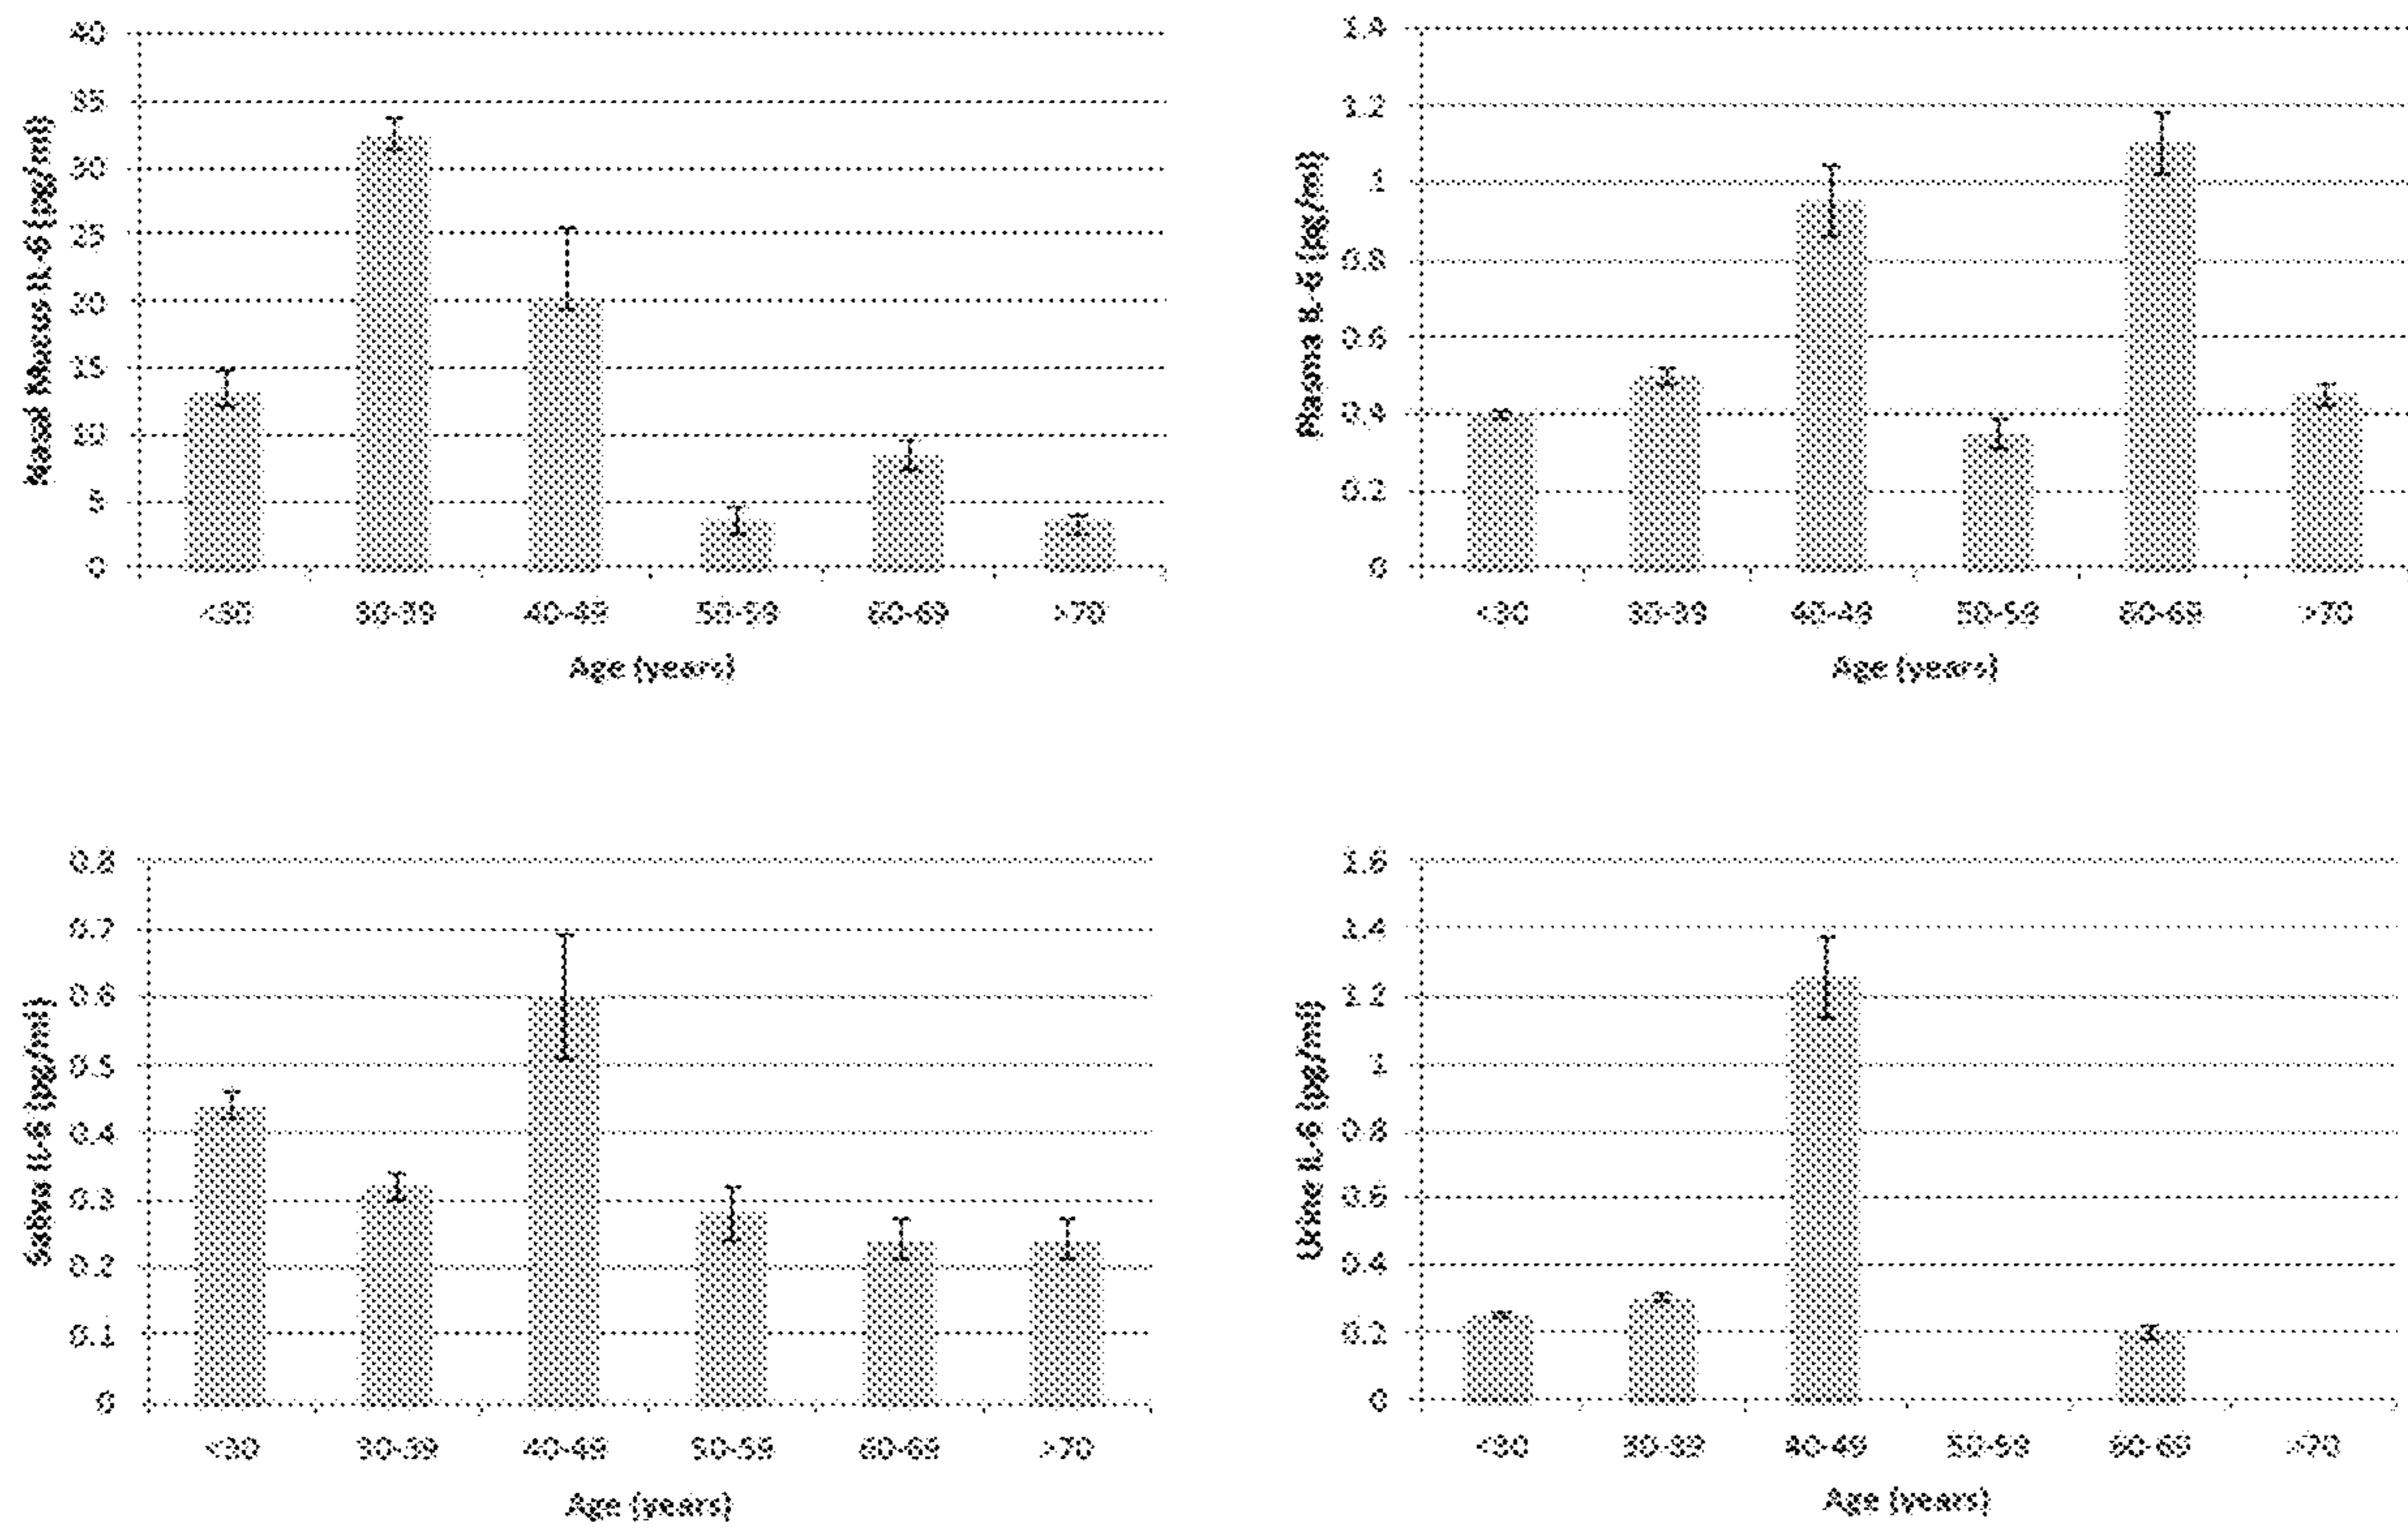 Nasal Mucus IL-6 (pg/ml)
40
35
30
25
20
15
10
5
0
<30 30-39 40-49 50-59 60-69 >70
Age (years)
Plasma IL-6 (pg/ml)
1.4
1.2
1
0.8
0.6
0.4
0.2
0
<30 30-39 40-49 50-59 60-69 >70
Age (years)
Saliva IL-6 (pg/ml)
0.8
0.7
0.6
0.5
0.4
0.3
0.2
0.1
0
<30 30-39 40-49 50-59 60-69 >70
Age (years)
Urine IL-6 (pg/ml)
1.6
1.4
1.2
1
0.8
0.6
0.4
0.2
0
<30 30-39 40-49 50-59 60-69 >70
Age (years)